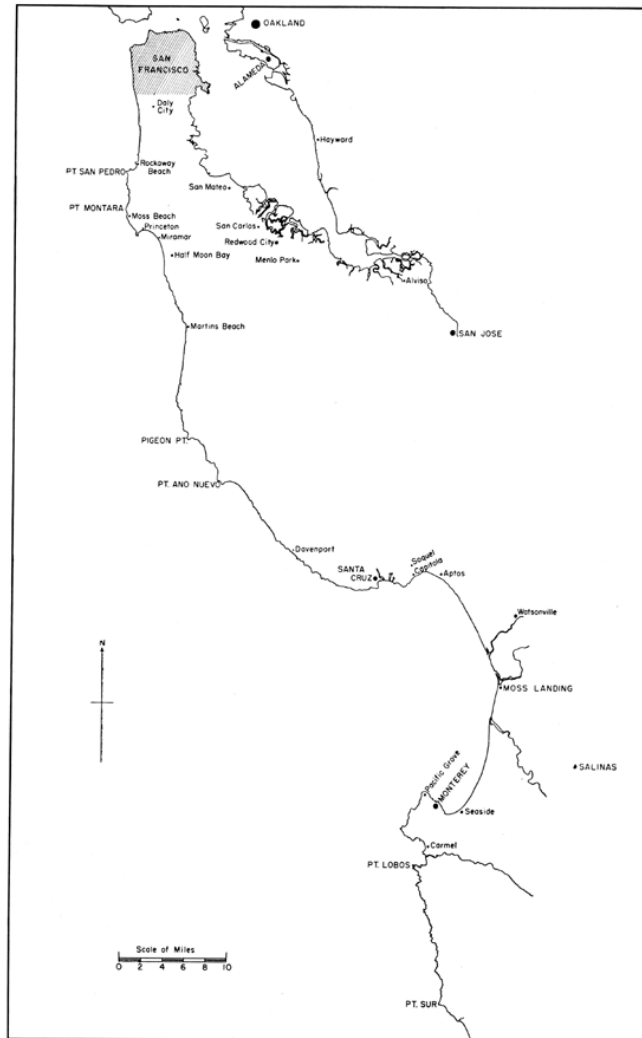 OAKLAND
SAN
FRANCISCO
ALAMEDA
Daly
City
Hayward
Rockaway
Beach
PT. SAN PEDRO
San Mateo
PT. MONTARA
Moss Beach
Princeton
Miramar
San Carlos
Redwood City
Half Moon Bay
Menlo Park
Alviso
Martins Beach
SAN JOSE
PIGEON PT.
PT. ANO NUEVO
Davenport
Soquel
Capitola
SANTA
CRUZ
Aptos
Watsonville
N
MOSS LANDING
SALINAS
Pacific Grove
MONTEREY
Seaside
Carmel
PT. LOBOS
Scale of Miles
0 2 4 6 8 10
PT. SUR